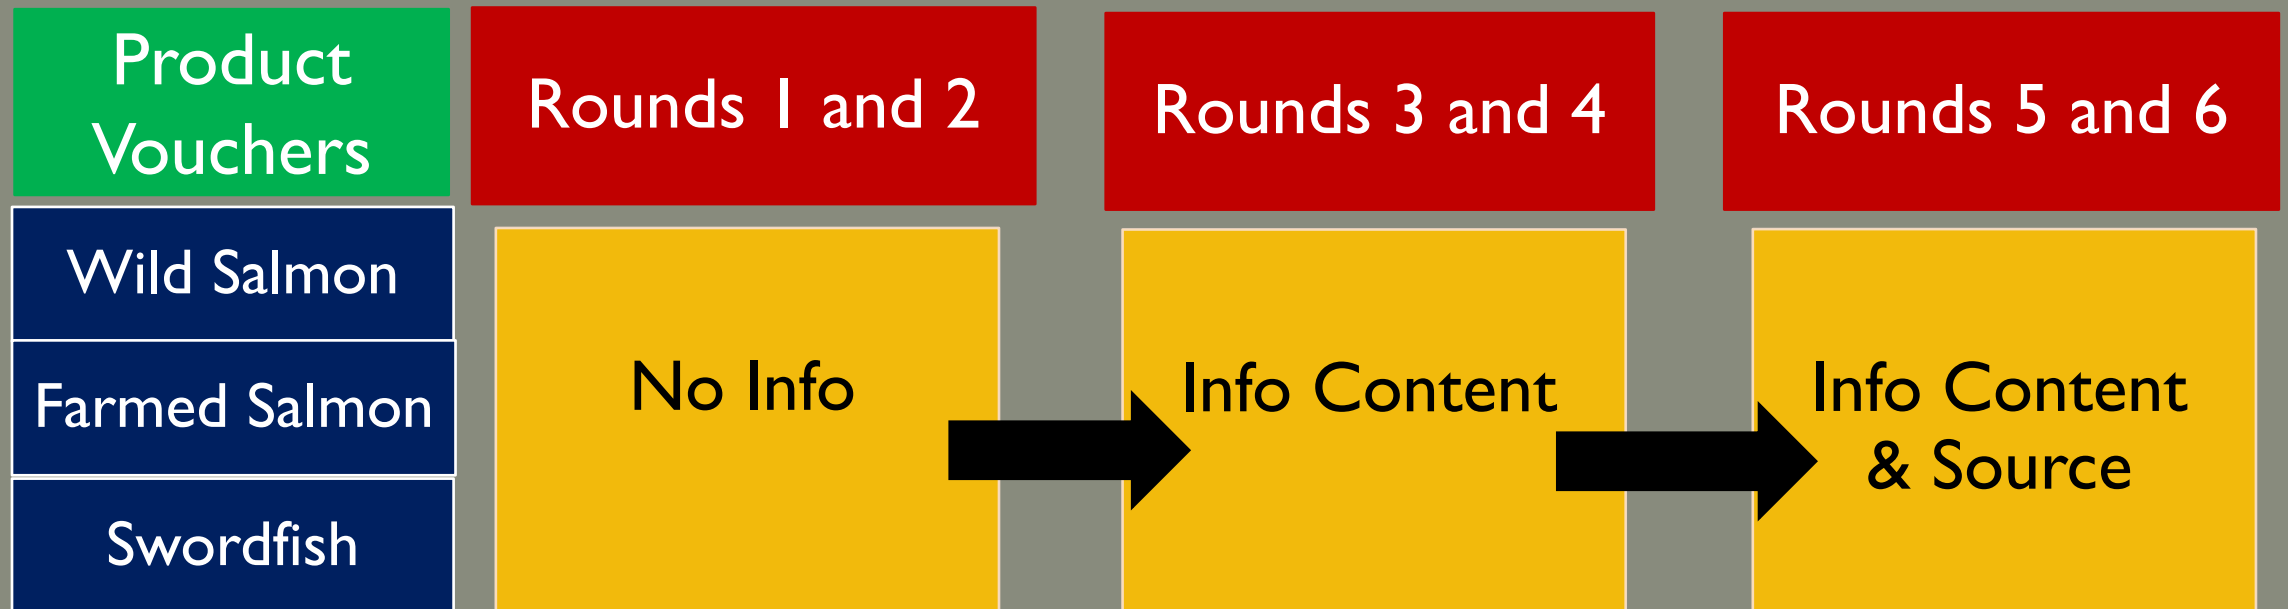 Product
Vouchers
Rounds 1 and 2
Rounds 3 and 4
Rounds 5 and 6
Wild Salmon
Farmed Salmon
Swordfish
No Info
Info Content
Info Content
& Source